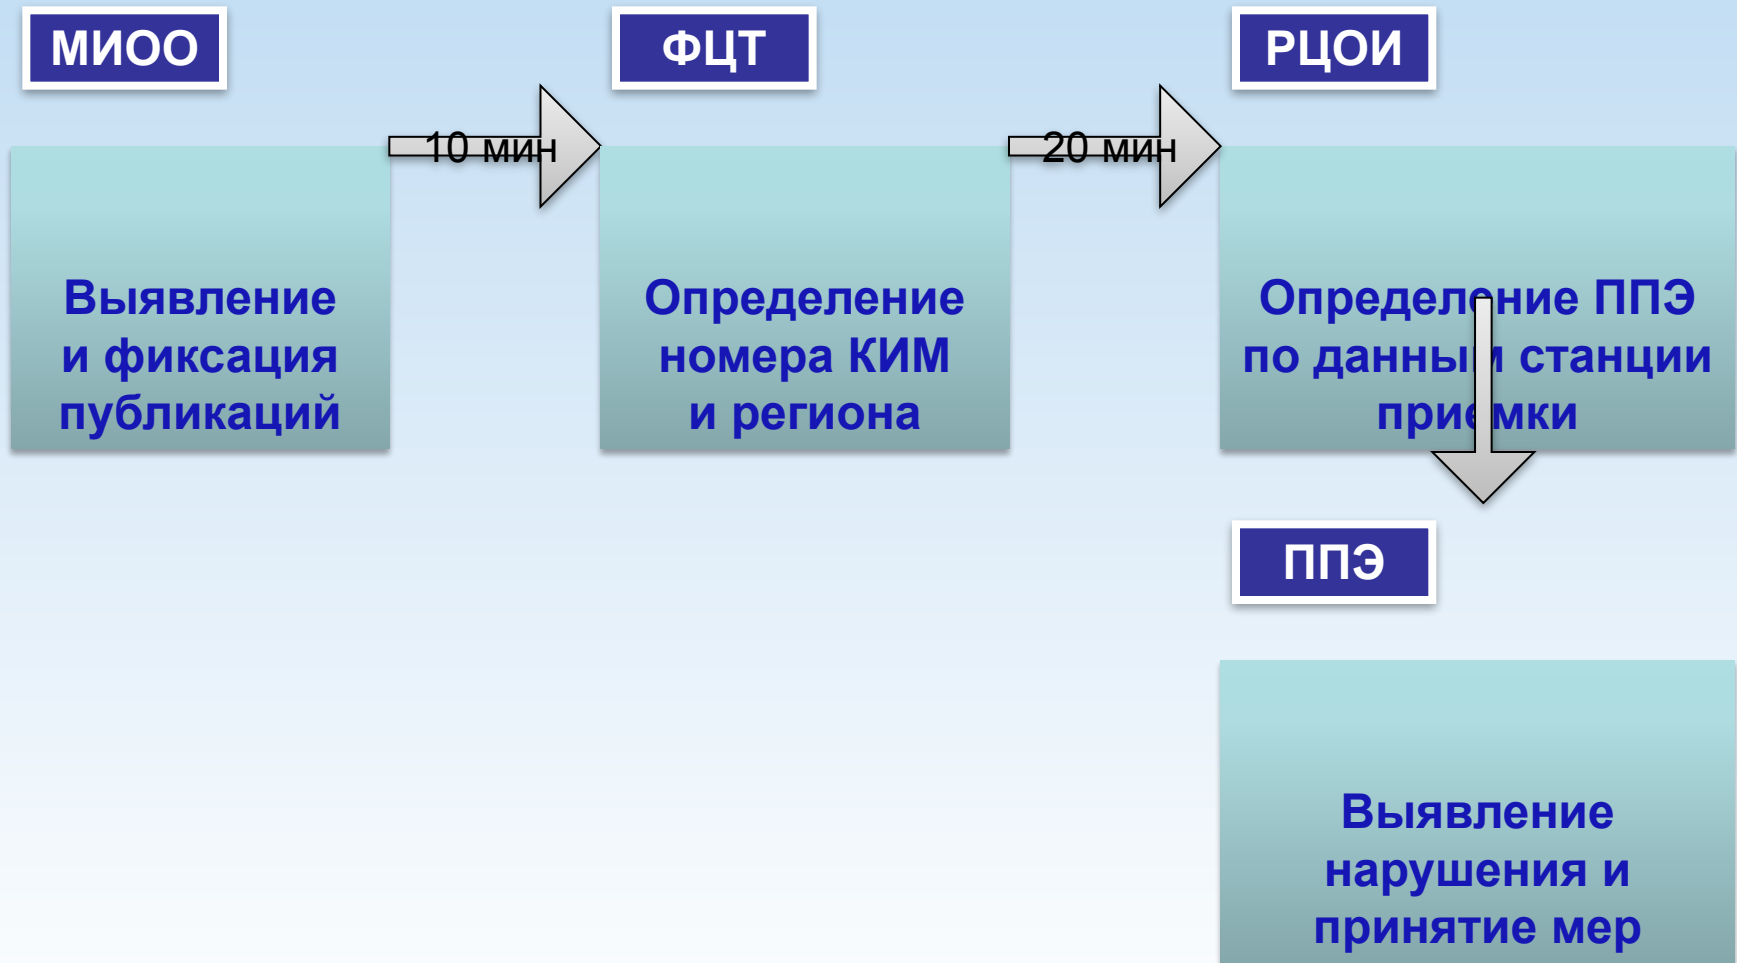 МИОО
ФЦТ
РЦОИ
10 мин
20 мин
Выявление
и фиксация
публикаций
Определение
номера КИМ
и региона
Определение ППЭ
по данным станции
приемки
ППЭ
Выявление
нарушения и
принятие мер